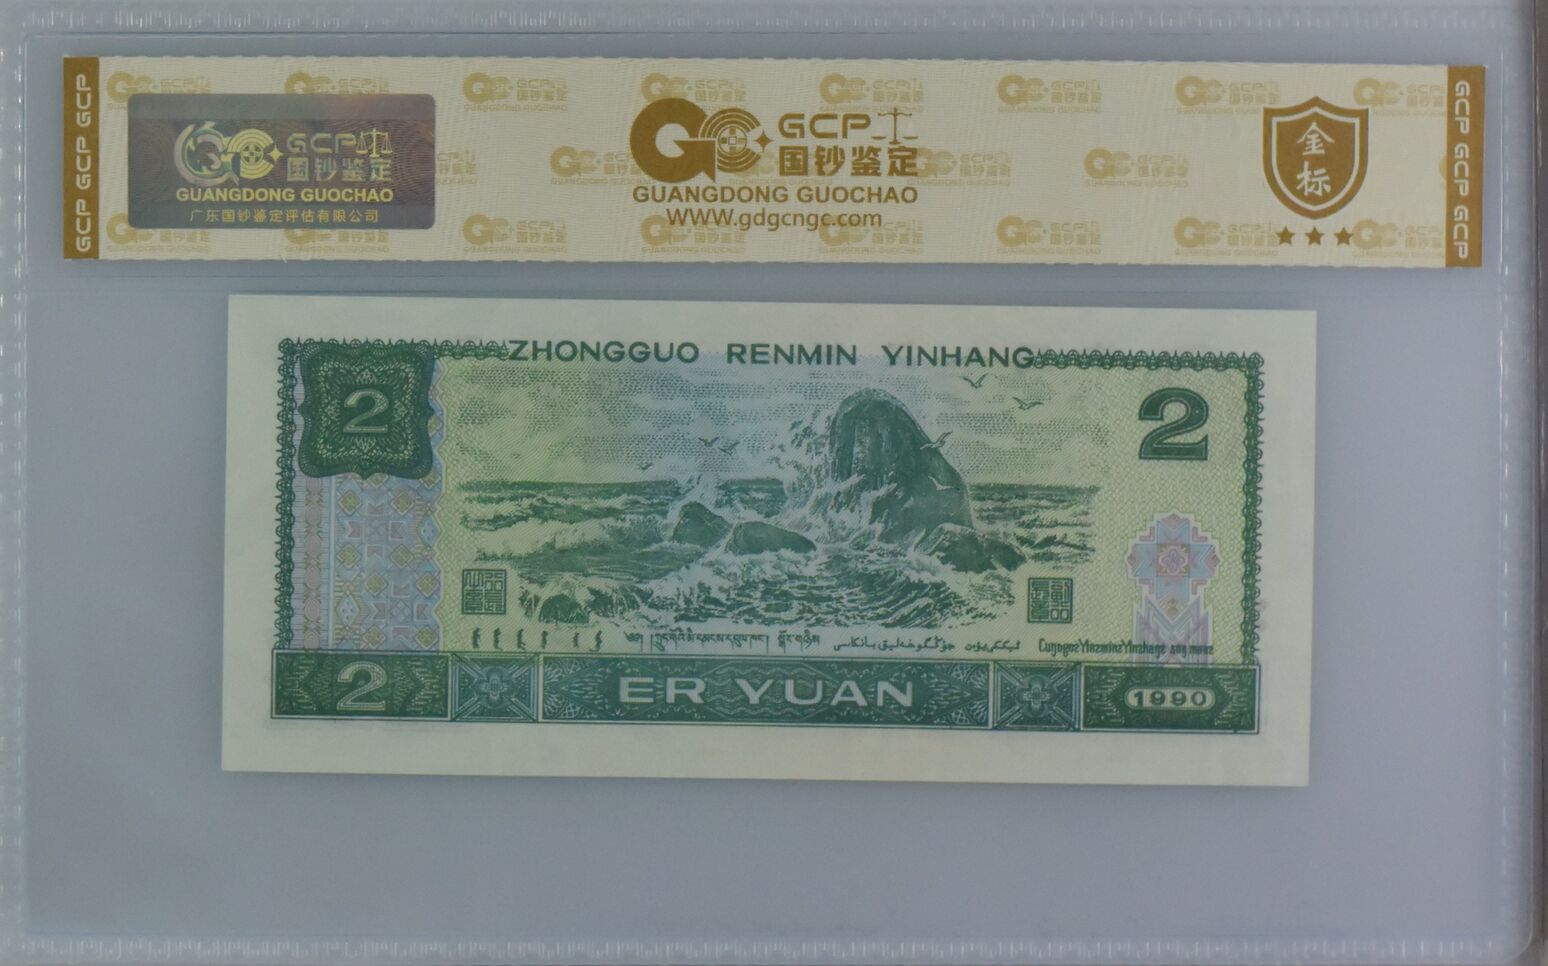 GCP GCP GCP
GCP
国钞鉴定
GUANGDONG GUOCHAO
广东国钞鉴定评估有限公司
GCP
国钞鉴定
GUANGDONG GUOCHAO
WWW.gdgcngc.com
金
标
GCP GCP GCP
ZHONGGUO RENMIN YINHANG
2
2
2
ER YUAN
1990